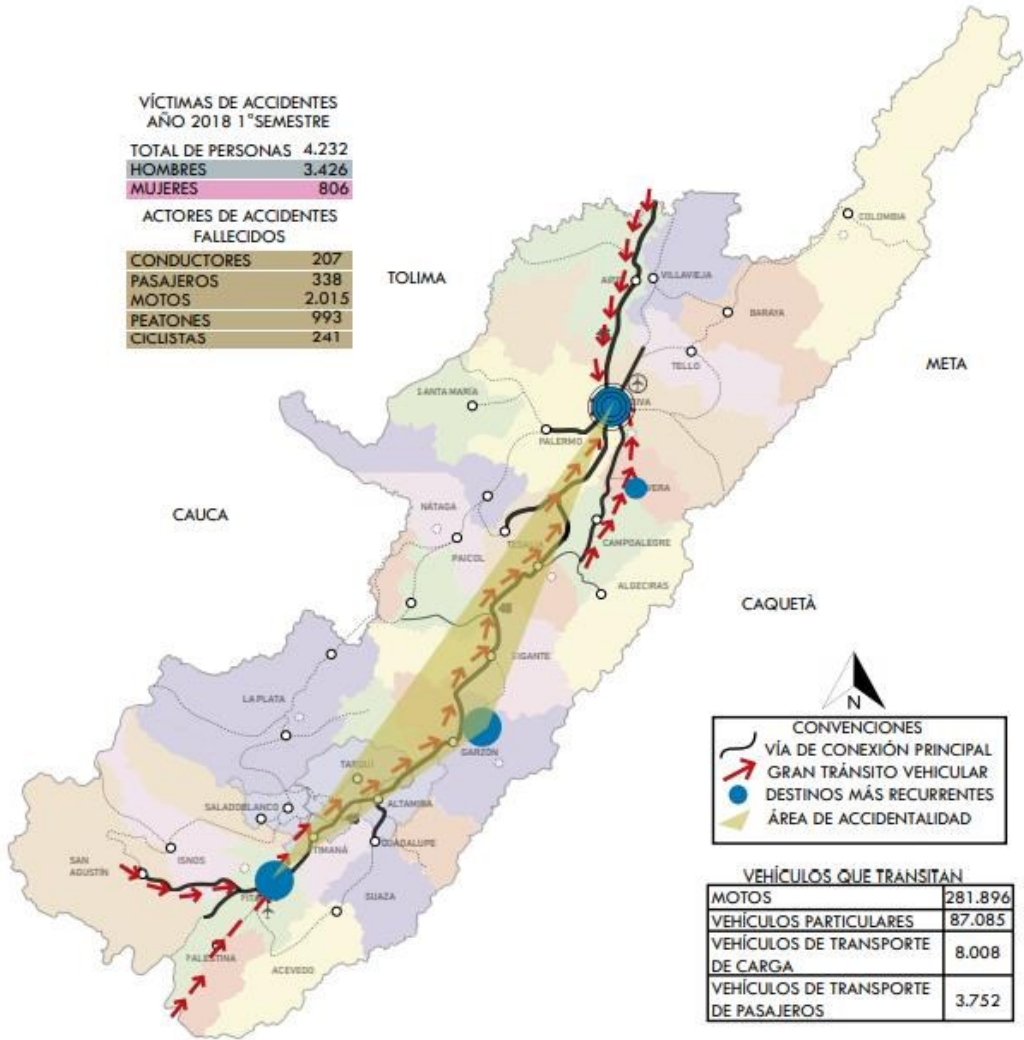 VÍCTIMAS DE ACCIDENTES
AÑO 2018 1°SEMESTRE
TOTAL DE PERSONAS 4.232
HOMBRES 3.426
MUJERES 806
ACTORES DE ACCIDENTES
FALLECIDOS
CONDUCTORES 207
PASAJEROS 338
MOTOS 2.015
PEATONES 993
CICLISTAS 241
TOLIMA
COLOMBIA
VILLAVIEJA
BARAYA
META
TELLO
SANTA MARÍA
PALERMO
CAUCA
NÁTAGA
PAICOL
CAMPOALEGRE
ALGECIRAS
CAQUETÀ
GIGANTE
LA PLATA
GARZÓN
TARQUI
SALADOBLANCO
ALTAMIRA
TIMANÁ
GUADALUPE
SAN
AGUSTÍN
ISNOS
SUAZA
PALESTINA
ACEVEDO
N
CONVENCIONES
VÍA DE CONEXIÓN PRINCIPAL
GRAN TRÁNSITO VEHICULAR
DESTINOS MÁS RECURRENTES
ÁREA DE ACCIDENTALIDAD
VEHÍCULOS QUE TRANSITAN
MOTOS 281.896
VEHÍCULOS PARTICULARES 87.085
VEHÍCULOS DE TRANSPORTE
DE CARGA 8.008
VEHÍCULOS DE TRANSPORTE
DE PASAJEROS 3.752